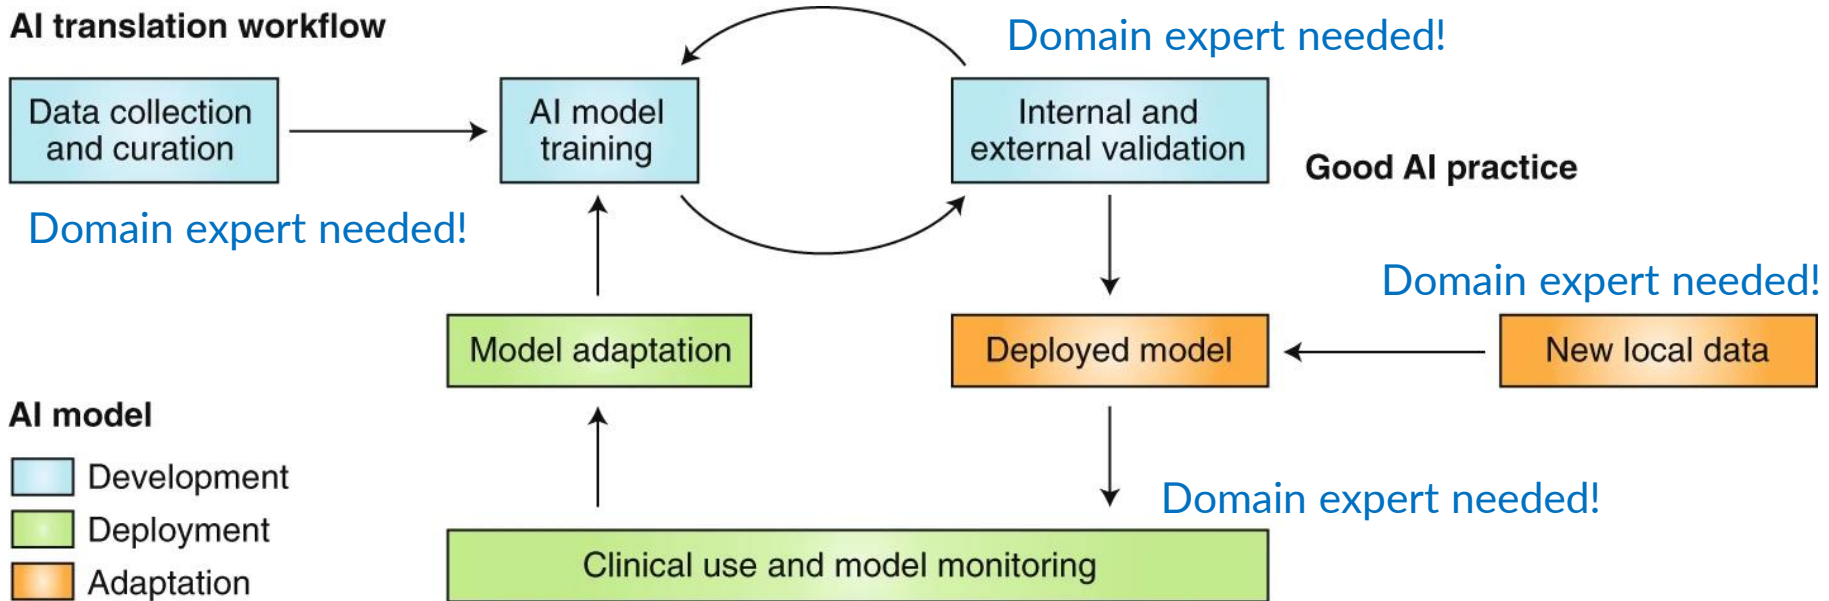 AI translation workflow
Domain expert needed!
Data collection
and curation
AI model
training
Internal and
external validation
Good AI practice
Domain expert needed!
Domain expert needed!
Model adaptation
Deployed model
New local data
AI model
Development
Deployment
Adaptation
Domain expert needed!
Clinical use and model monitoring